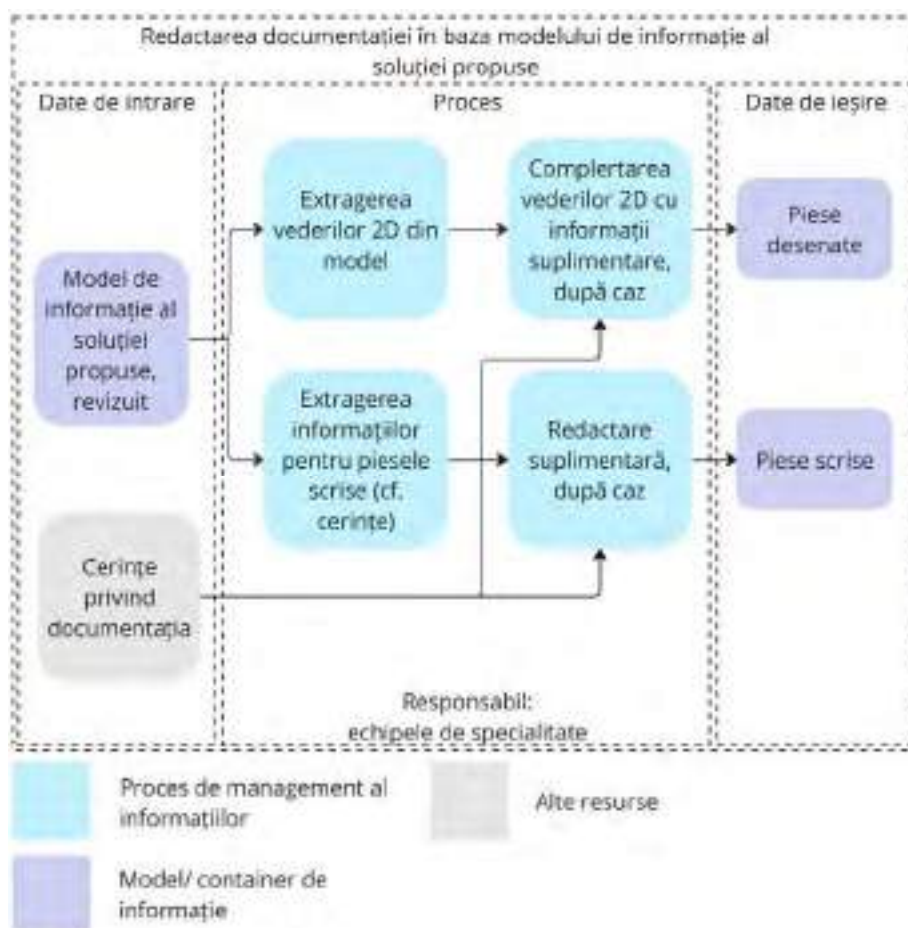 Redactarea documentației în baza modelului de informație al
soluției propuse
Date de intrare
Proces
Date de ieșire
Extragerea
vederilor 2D din
model
Complertarea
vederilor 2D cu
informații
suplimentare,
după caz
Piese
desenate
Model de
informație al
soluției
propuse,
revizuit
Extragerea
informațiilor
pentru piesele
scrise (cf.
cerințe)
Redactare
suplimentară,
după caz
Piese scrise
Cerințe
privind
documentația
Responsabil:
echipele de specialitate
Proces de management al
informațiilor
Alte resurse
Model/ container de
informație